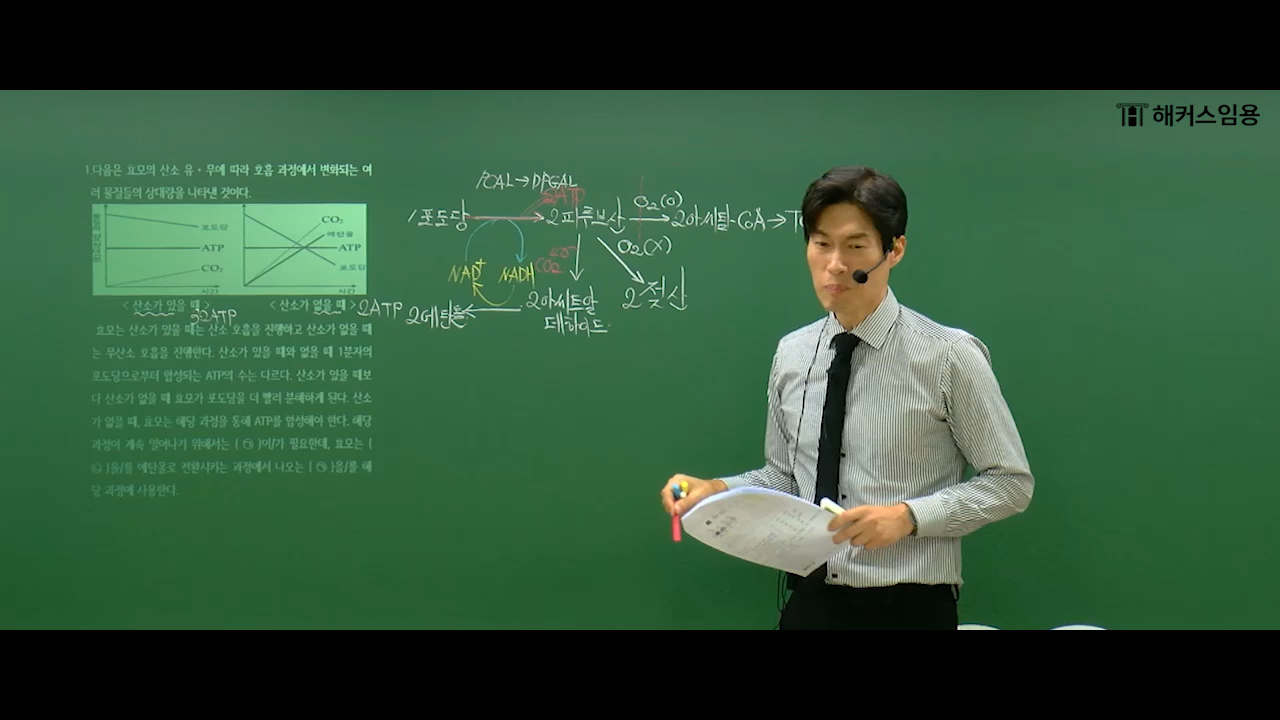 해커스임용
1.다음은 효모의 산소 유·무에 따라 호흡 과정에서 변화되는 여
러 물질들의 상대량을 나타낸 것이다.
포도당
ATP
CO₂
시간
CO₂
에탄올
ATP
포도당
시간
< 산소가 있을 때 >
< 산소가 없을 때 >
32ATP
2ATP
효모는 산소가 있을 때는 산소 호흡을 진행하고 산소가 없을 때
는 무산소 호흡을 진행한다. 산소가 있을 때와 없을 때 1분자의
포도당으로부터 합성되는 ATP의 수는 다르다. 산소가 있을 때보
다 산소가 없을 때 효모가 포도당을 더 빨리 분해하게 된다. 산소
가 없을 때, 효모는 해당 과정을 통해 ATP를 합성해야 한다. 해당
과정이 계속 일어나기 위해서는 ( ㉠ )이/가 필요한데, 효모는 (
㉡ )을/를 에탄올로 전환시키는 과정에서 나오는 ( ㉠ )을/를 해
당 과정에 사용한다.
PGAL→DPGAL
2ATP
1포도당 → 2피루브산 → 2아세틸-CoA→
O₂(O)
O₂(X)
NAD⁺ NADH
CO₂
2에탄올 ← 2아세트알
데하이드
2젖산